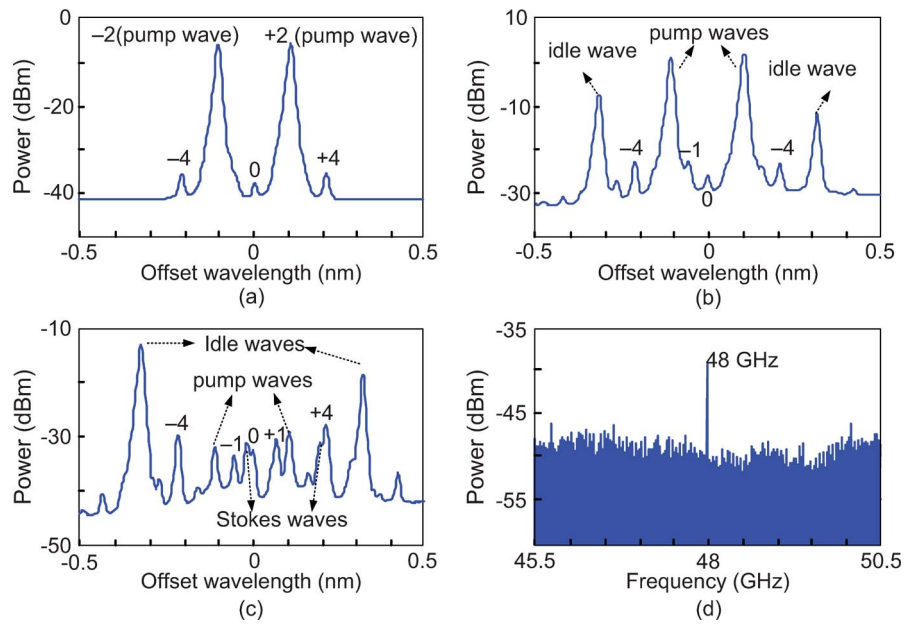 0
–2(pump wave)
+2 (pump wave)
-20
Power (dBm)
–4
0
+4
-40
-0.5
0
0.5
Offset wavelength (nm)
(a)
10
idle wave
pump waves
idle wave
-10
Power (dBm)
–4
–1
–4
-30
0
-0.5
0
0.5
Offset wavelength (nm)
(b)
-10
Idle waves
pump waves
Power (dBm)
-30
–4
–1
0
+1
+4
Stokes waves
-50
-0.5
0
0.5
Offset wavelength (nm)
(c)
-35
48 GHz
-45
Power (dBm)
-55
45.5
48
50.5
Frequency (GHz)
(d)